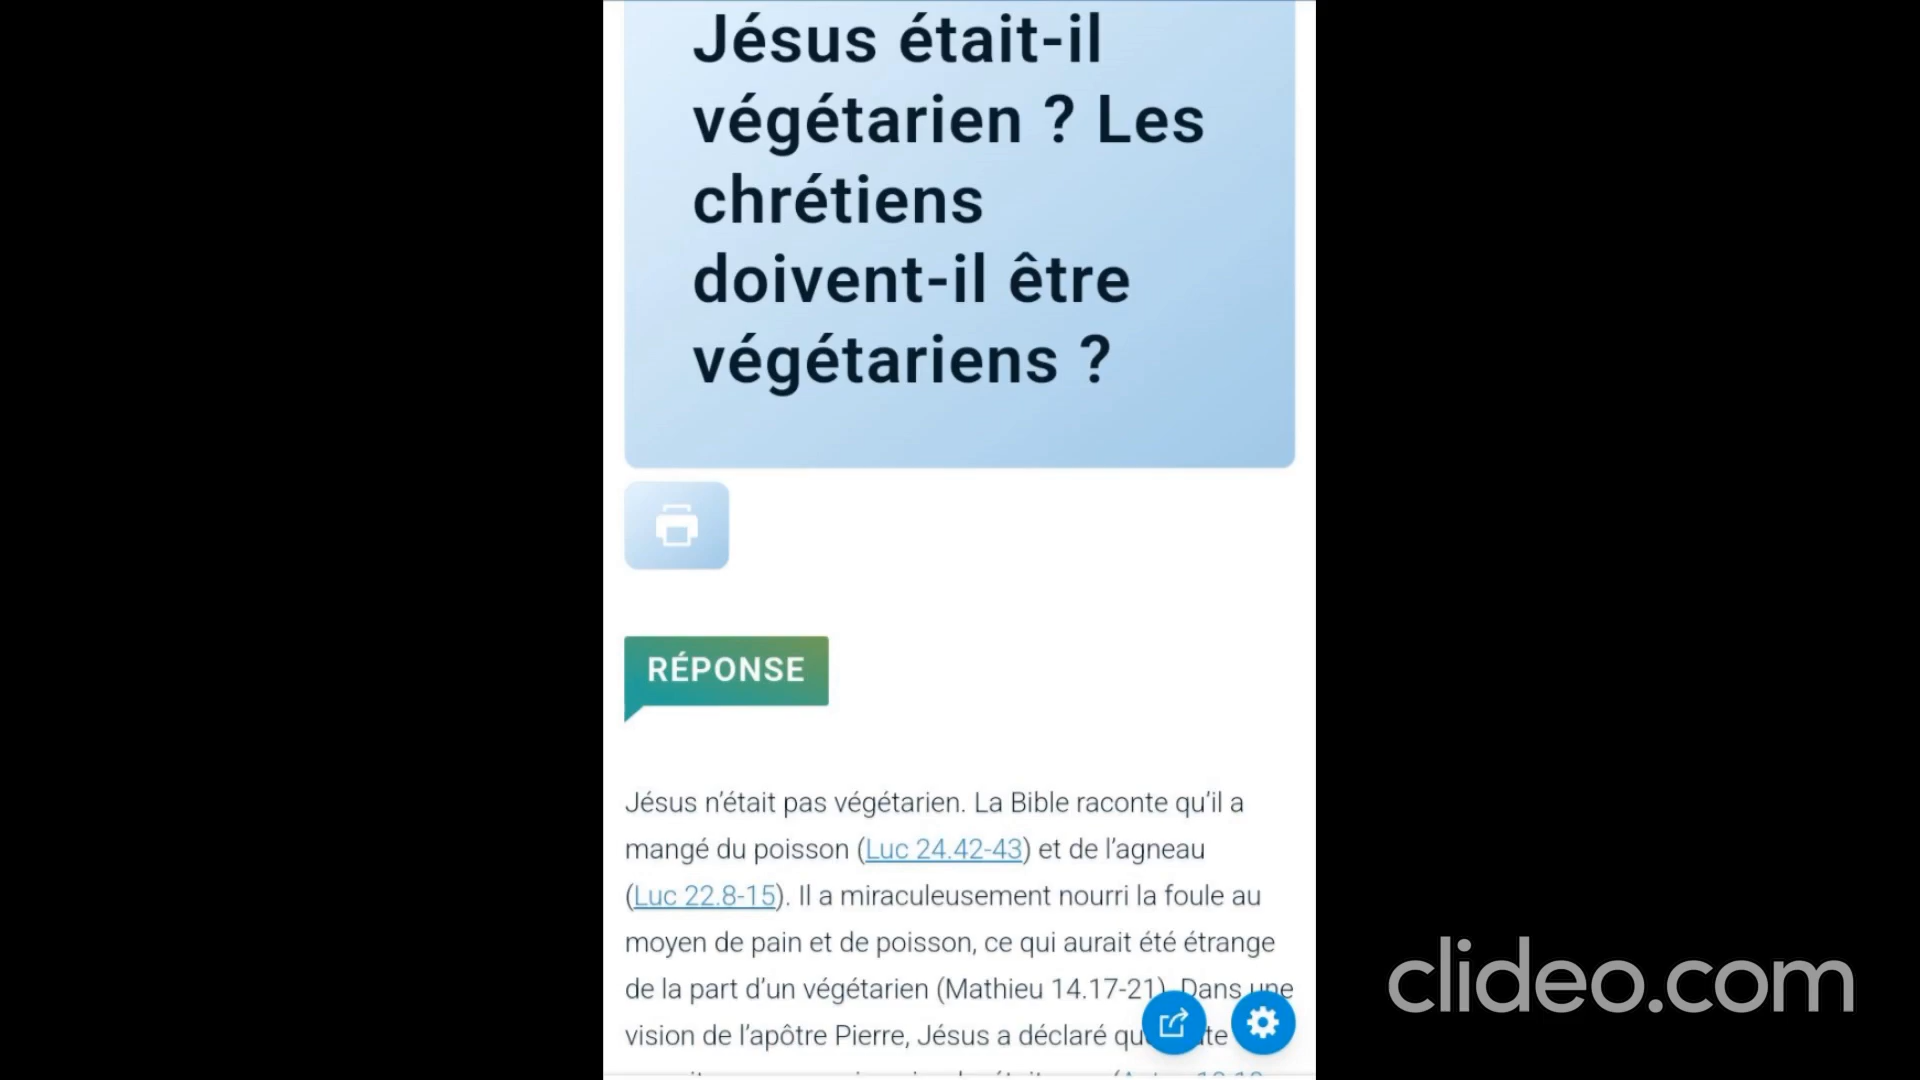 Jésus était-il
végétarien ? Les
chrétiens
doivent-il être
végétariens ?
RÉPONSE
Jésus n’était pas végétarien. La Bible raconte qu’il a
mangé du poisson (Luc 24.42-43) et de l’agneau
(Luc 22.8-15). Il a miraculeusement nourri la foule au
moyen de pain et de poisson, ce qui aurait été étrange
de la part d’un végétarien (Mathieu 14.17-21). Dans une
vision de l’apôtre Pierre, Jésus a déclaré que
clideo.com